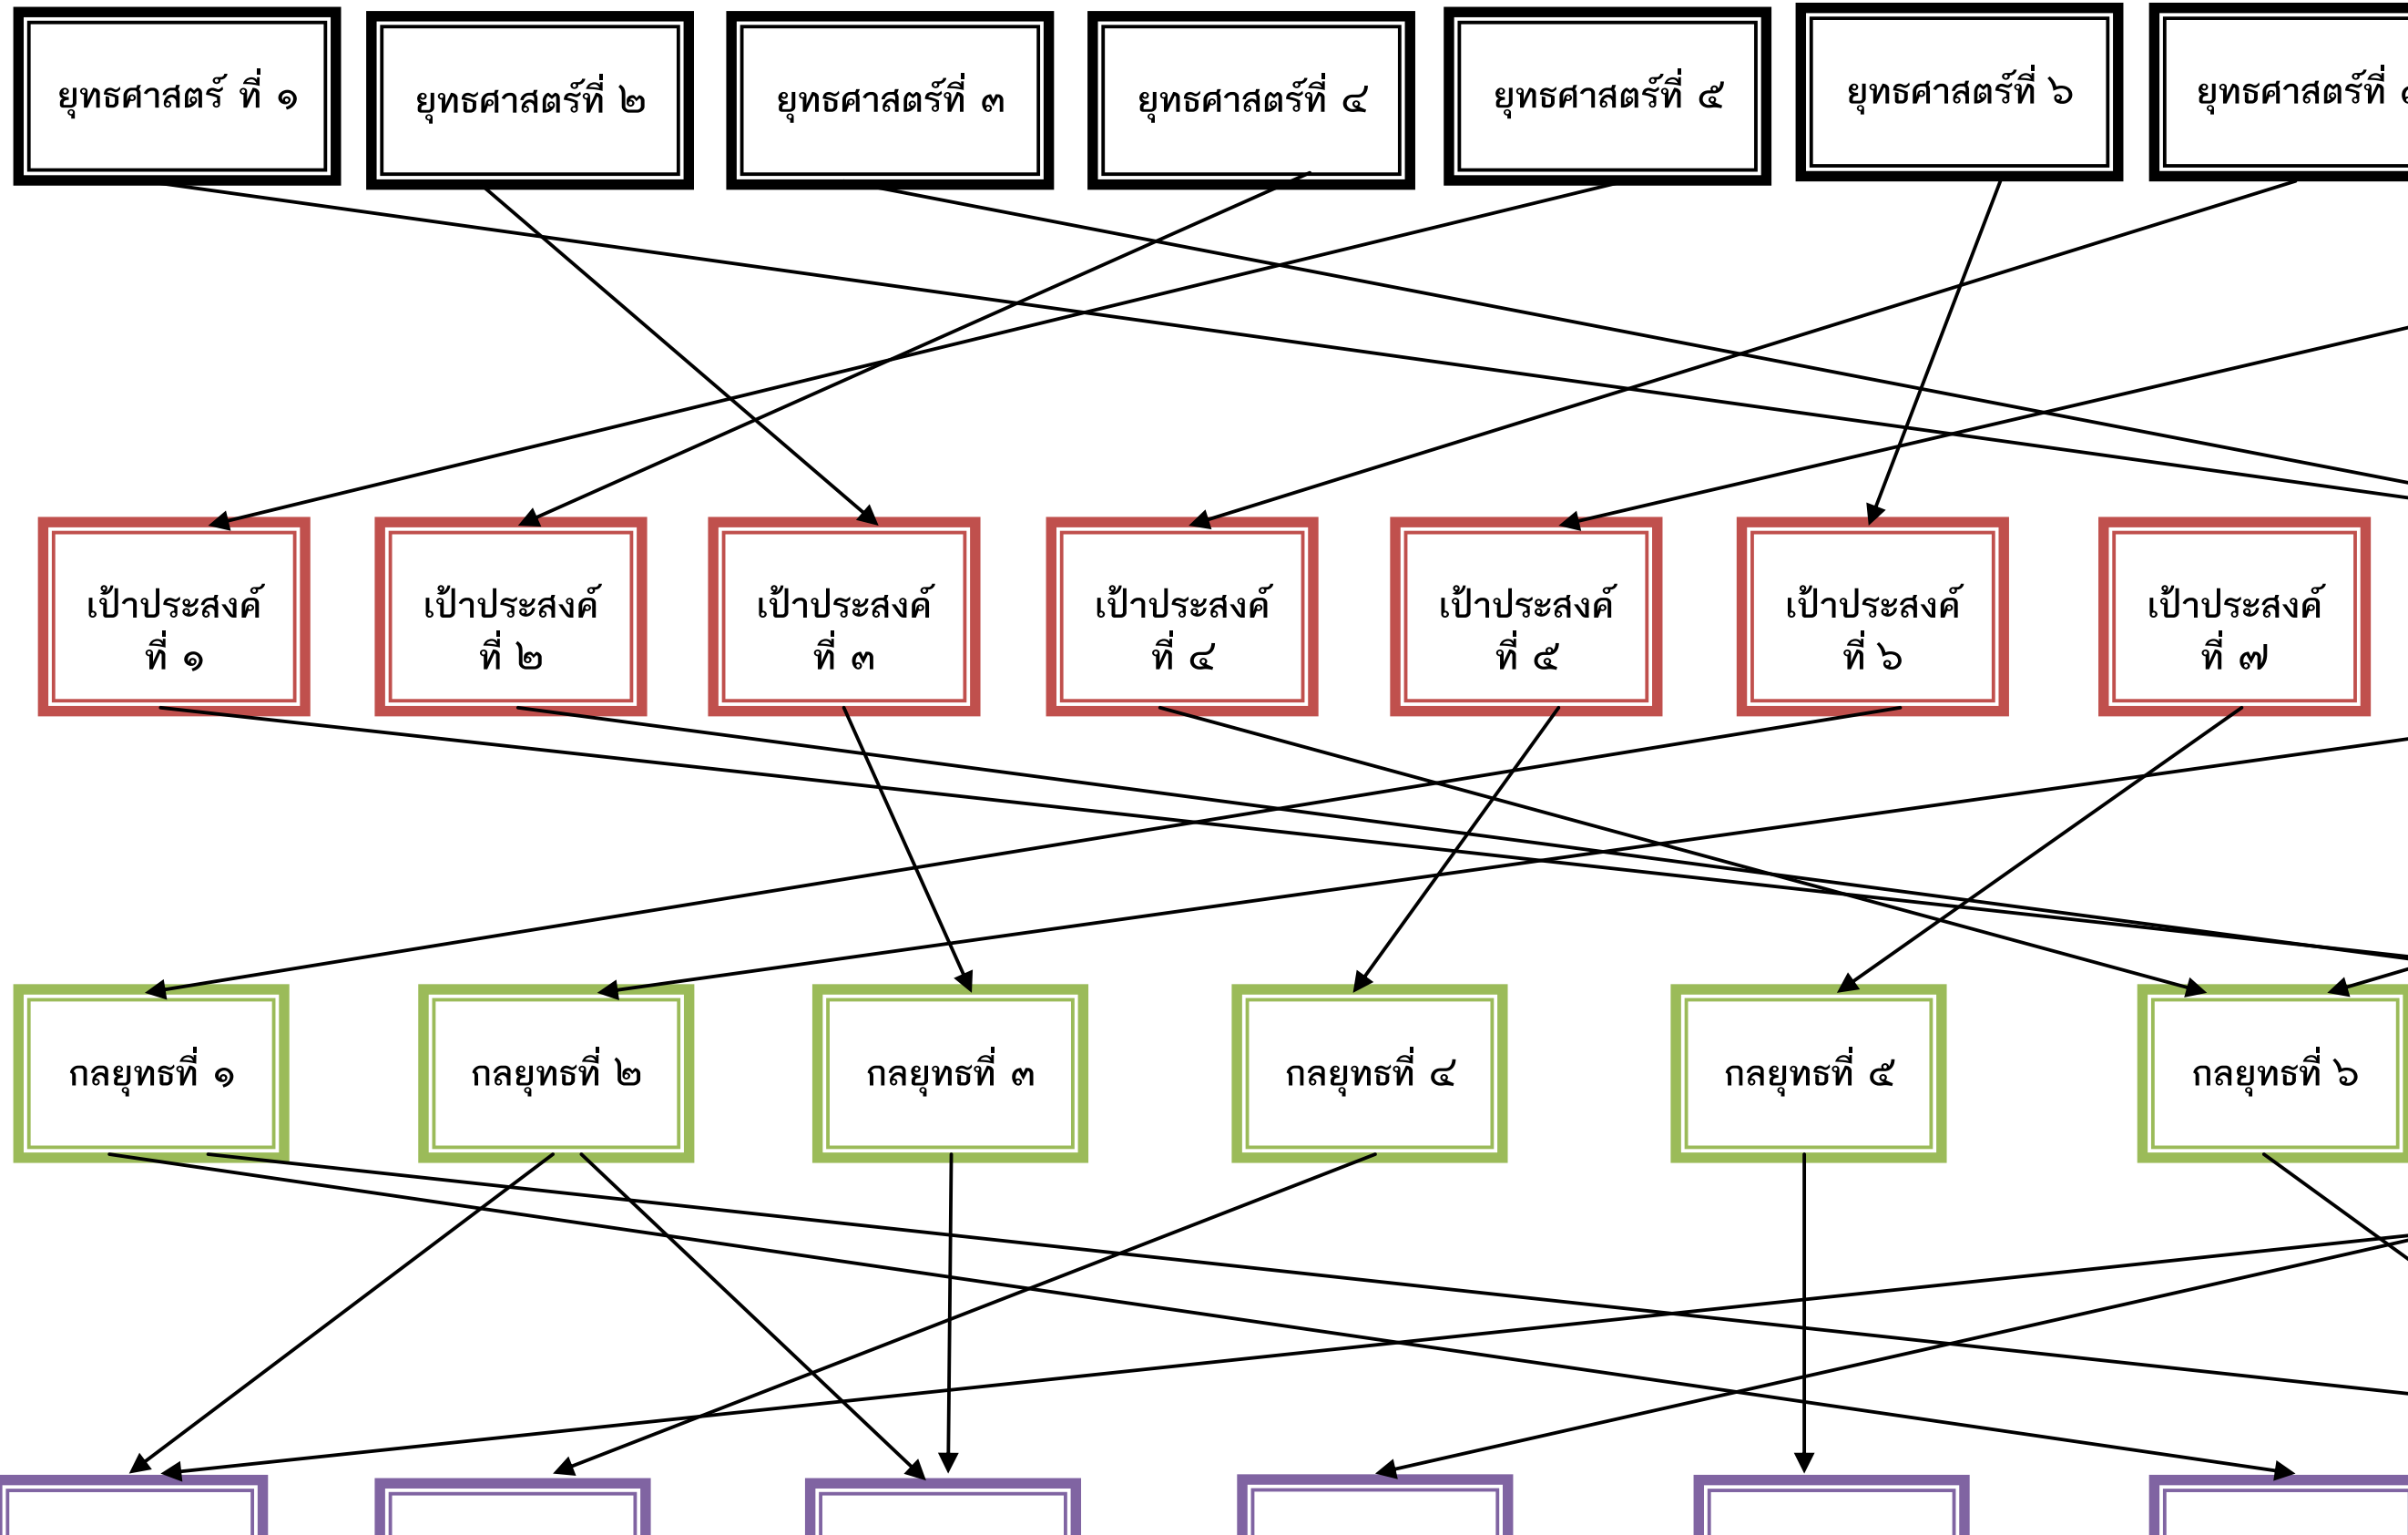 ยุทธศาสตร์ ที่ ๑
ยุทธศาสตร์ที่ ๒
ยุทธศาสตร์ที่ ๓
ยุทธศาสตร์ที่ ๔
ยุทธศาสตร์ที่ ๕
ยุทธศาสตร์ที่ ๖
ยุทธศาสตร์ที่
เป้าประสงค์
ที่ ๑
เป้าประสงค์
ที่ ๒
เป้าประสงค์
ที่ ๓
เป้าประสงค์
ที่ ๔
เป้าประสงค์
ที่ ๕
เป้าประสงค์
ที่ ๖
เป้าประสงค์
ที่ ๗
กลยุทธที่ ๑
กลยุทธที่ ๒
กลยุทธที่ ๓
กลยุทธที่ ๔
กลยุทธที่ ๕
กลยุทธที่ ๖